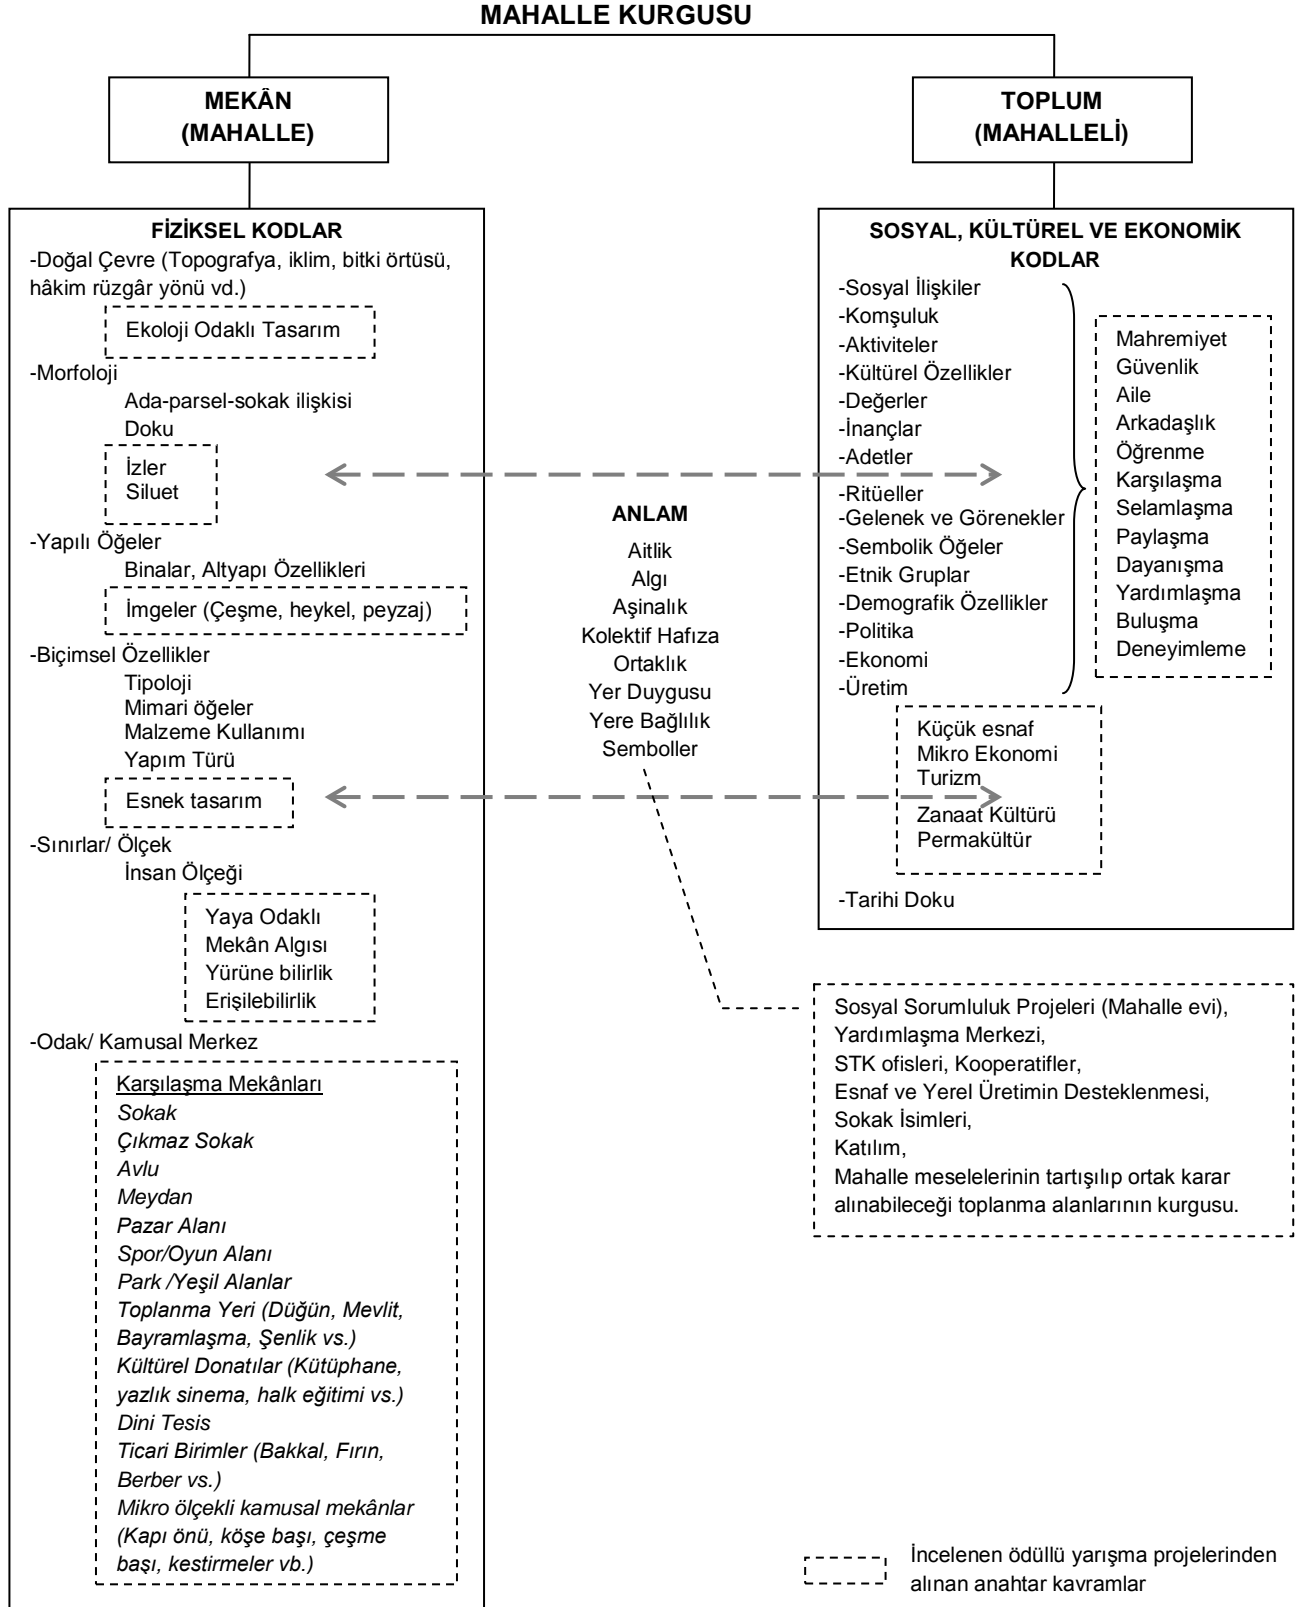 MAHALLE KURGUSU
MEKÂN
(MAHALLE)
TOPLUM
(MAHALLELİ)
FİZİKSEL KODLAR
-Doğal Çevre (Topografya, iklim, bitki örtüsü,
hâkim rüzgâr yönü vd.)
Ekoloji Odaklı Tasarım
-Morfoloji
Ada-parsel-sokak ilişkisi
Doku
İzler
Siluet
-Yapılı Öğeler
Binalar, Altyapı Özellikleri
İmgeler (Çeşme, heykel, peyzaj)
-Biçimsel Özellikler
Tipoloji
Mimari öğeler
Malzeme Kullanımı
Yapım Türü
Esnek tasarım
-Sınırlar/ Ölçek
İnsan Ölçeği
Yaya Odaklı
Mekân Algısı
Yürüne bilirlik
Erişilebilirlik
-Odak/ Kamusal Merkez
Karşılaşma Mekânları
Sokak
Çıkmaz Sokak
Avlu
Meydan
Pazar Alanı
Spor/Oyun Alanı
Park /Yeşil Alanlar
Toplanma Yeri (Düğün, Mevlit,
Bayramlaşma, Şenlik vs.)
Kültürel Donatılar (Kütüphane,
yazlık sinema, halk eğitimi vs.)
Dini Tesis
Ticari Birimler (Bakkal, Fırın,
Berber vs.)
Mikro ölçekli kamusal mekânlar
(Kapı önü, köşe başı, çeşme
başı, kestirmeler vb.)
ANLAM
Aitlik
Algı
Aşinalık
Kolektif Hafıza
Ortaklık
Yer Duygusu
Yere Bağlılık
Semboller
SOSYAL, KÜLTÜREL VE EKONOMİK
KODLAR
-Sosyal İlişkiler
-Komşuluk
-Aktiviteler
-Kültürel Özellikler
-Değerler
-İnançlar
-Adetler
-Ritüeller
-Gelenek ve Görenekler
-Sembolik Öğeler
-Etnik Gruplar
-Demografik Özellikler
-Politika
-Ekonomi
-Üretim
Mahremiyet
Güvenlik
Aile
Arkadaşlık
Öğrenme
Karşılaşma
Selamlaşma
Paylaşma
Dayanışma
Yardımlaşma
Buluşma
Deneyimleme
Küçük esnaf
Mikro Ekonomi
Turizm
Zanaat Kültürü
Permakültür
-Tarihi Doku
Sosyal Sorumluluk Projeleri (Mahalle evi),
Yardımlaşma Merkezi,
STK ofisleri, Kooperatifler,
Esnaf ve Yerel Üretimin Desteklenmesi,
Sokak İsimleri,
Katılım,
Mahalle meselelerinin tartışılıp ortak karar
alınabileceği toplanma alanlarının kurgusu.
İncelenen ödüllü yarışma projelerinden
alınan anahtar kavramlar